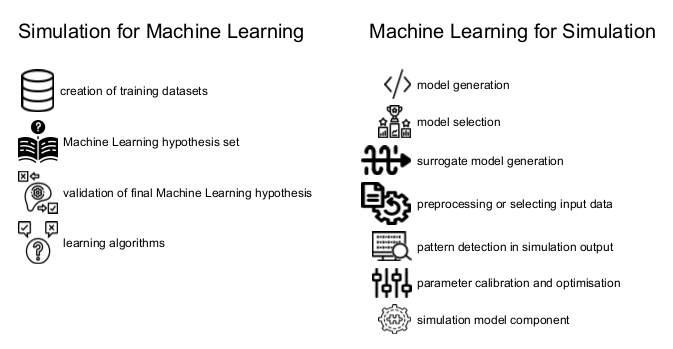 Simulation for Machine Learning
creation of training datasets
Machine Learning hypothesis set
validation of final Machine Learning hypothesis
learning algorithms
Machine Learning for Simulation
model generation
model selection
surrogate model generation
preprocessing or selecting input data
pattern detection in simulation output
parameter calibration and optimisation
simulation model component